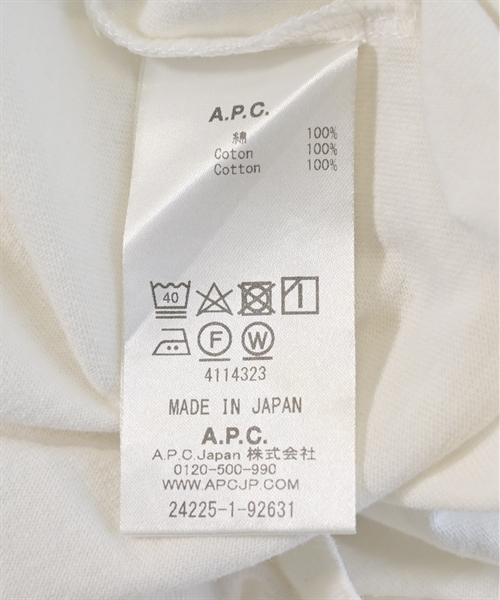 A.P.C.
綿 100%
Coton 100%
Cotton 100%
40
F W
4114323
MADE IN JAPAN
A.P.C.
A.P.C.Japan 株式会社
0120-500-990
WWW.APCJP.COM
24225-1-92631